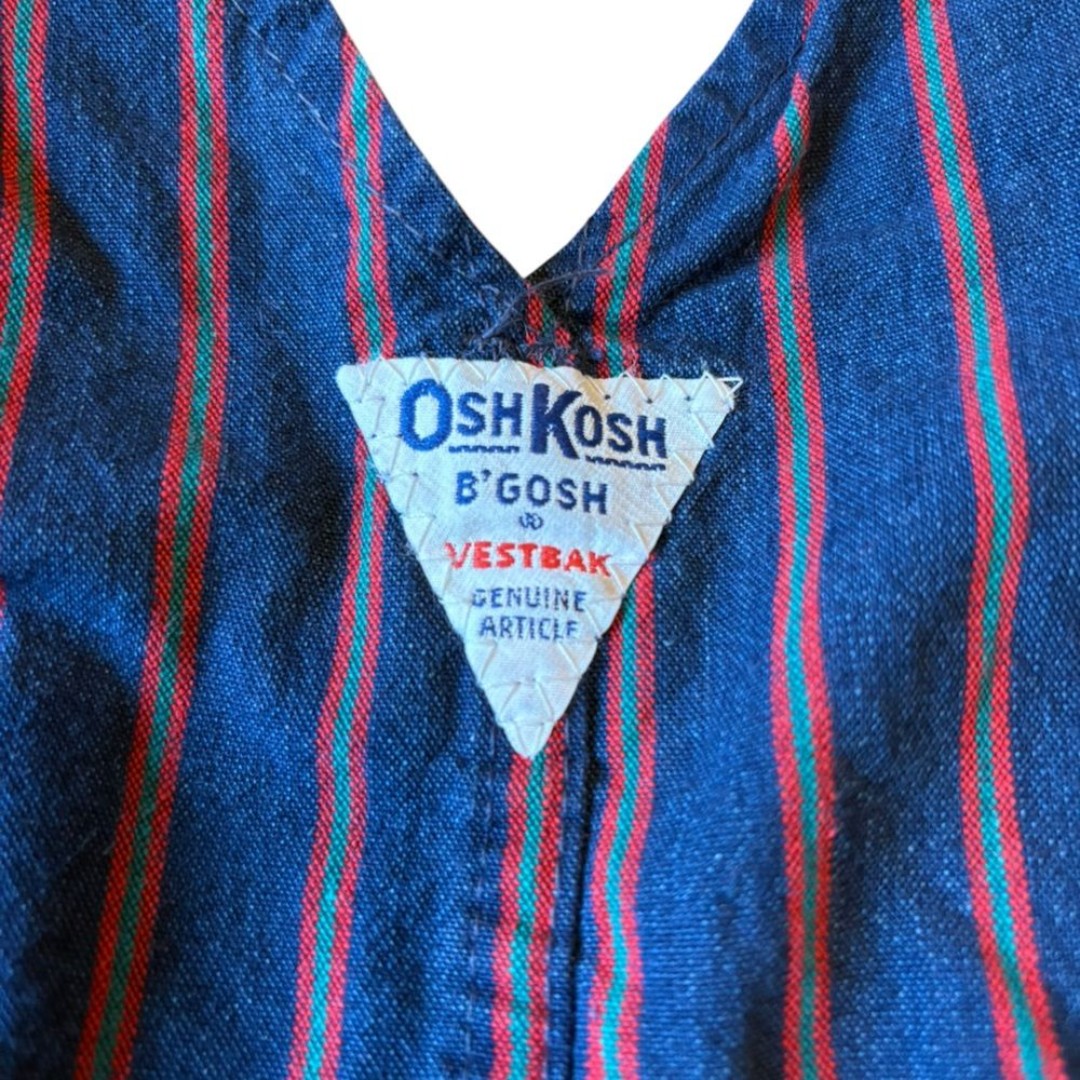 OSHKOSH
B'GOSH
VESTBAK
GENUINE
ARTICLE